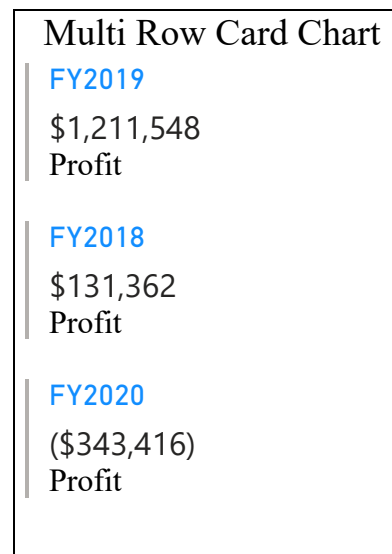 Multi Row Card Chart
FY2019
$1,211,548
Profit
FY2018
$131,362
Profit
FY2020
($343,416)
Profit